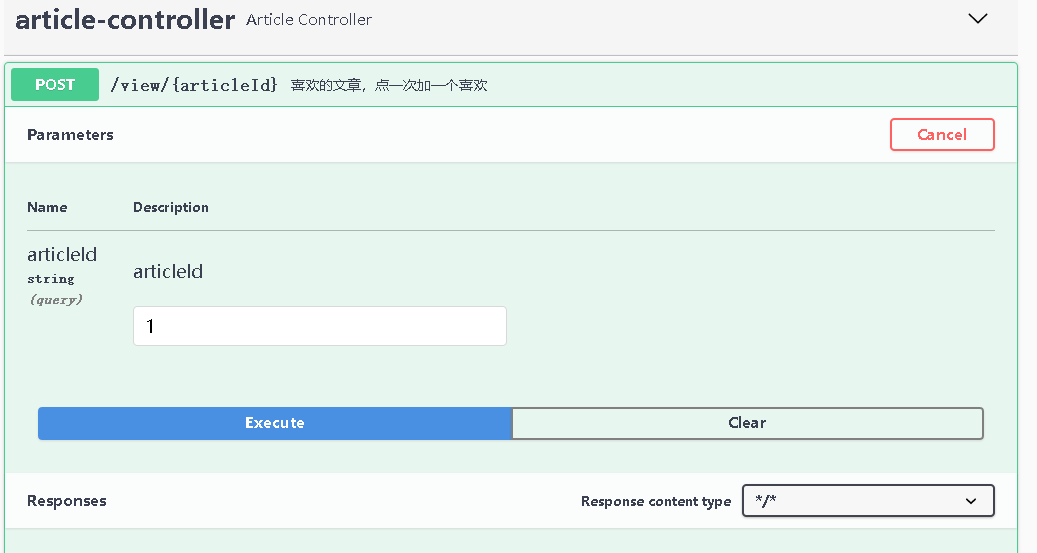 article-controller Article Controller
POST /view/{articleId} 喜欢的文章，点一次加一个喜欢
Parameters Cancel
Name Description
articleId articleId
string
(query)
1
Execute Clear
Responses Response content type */*